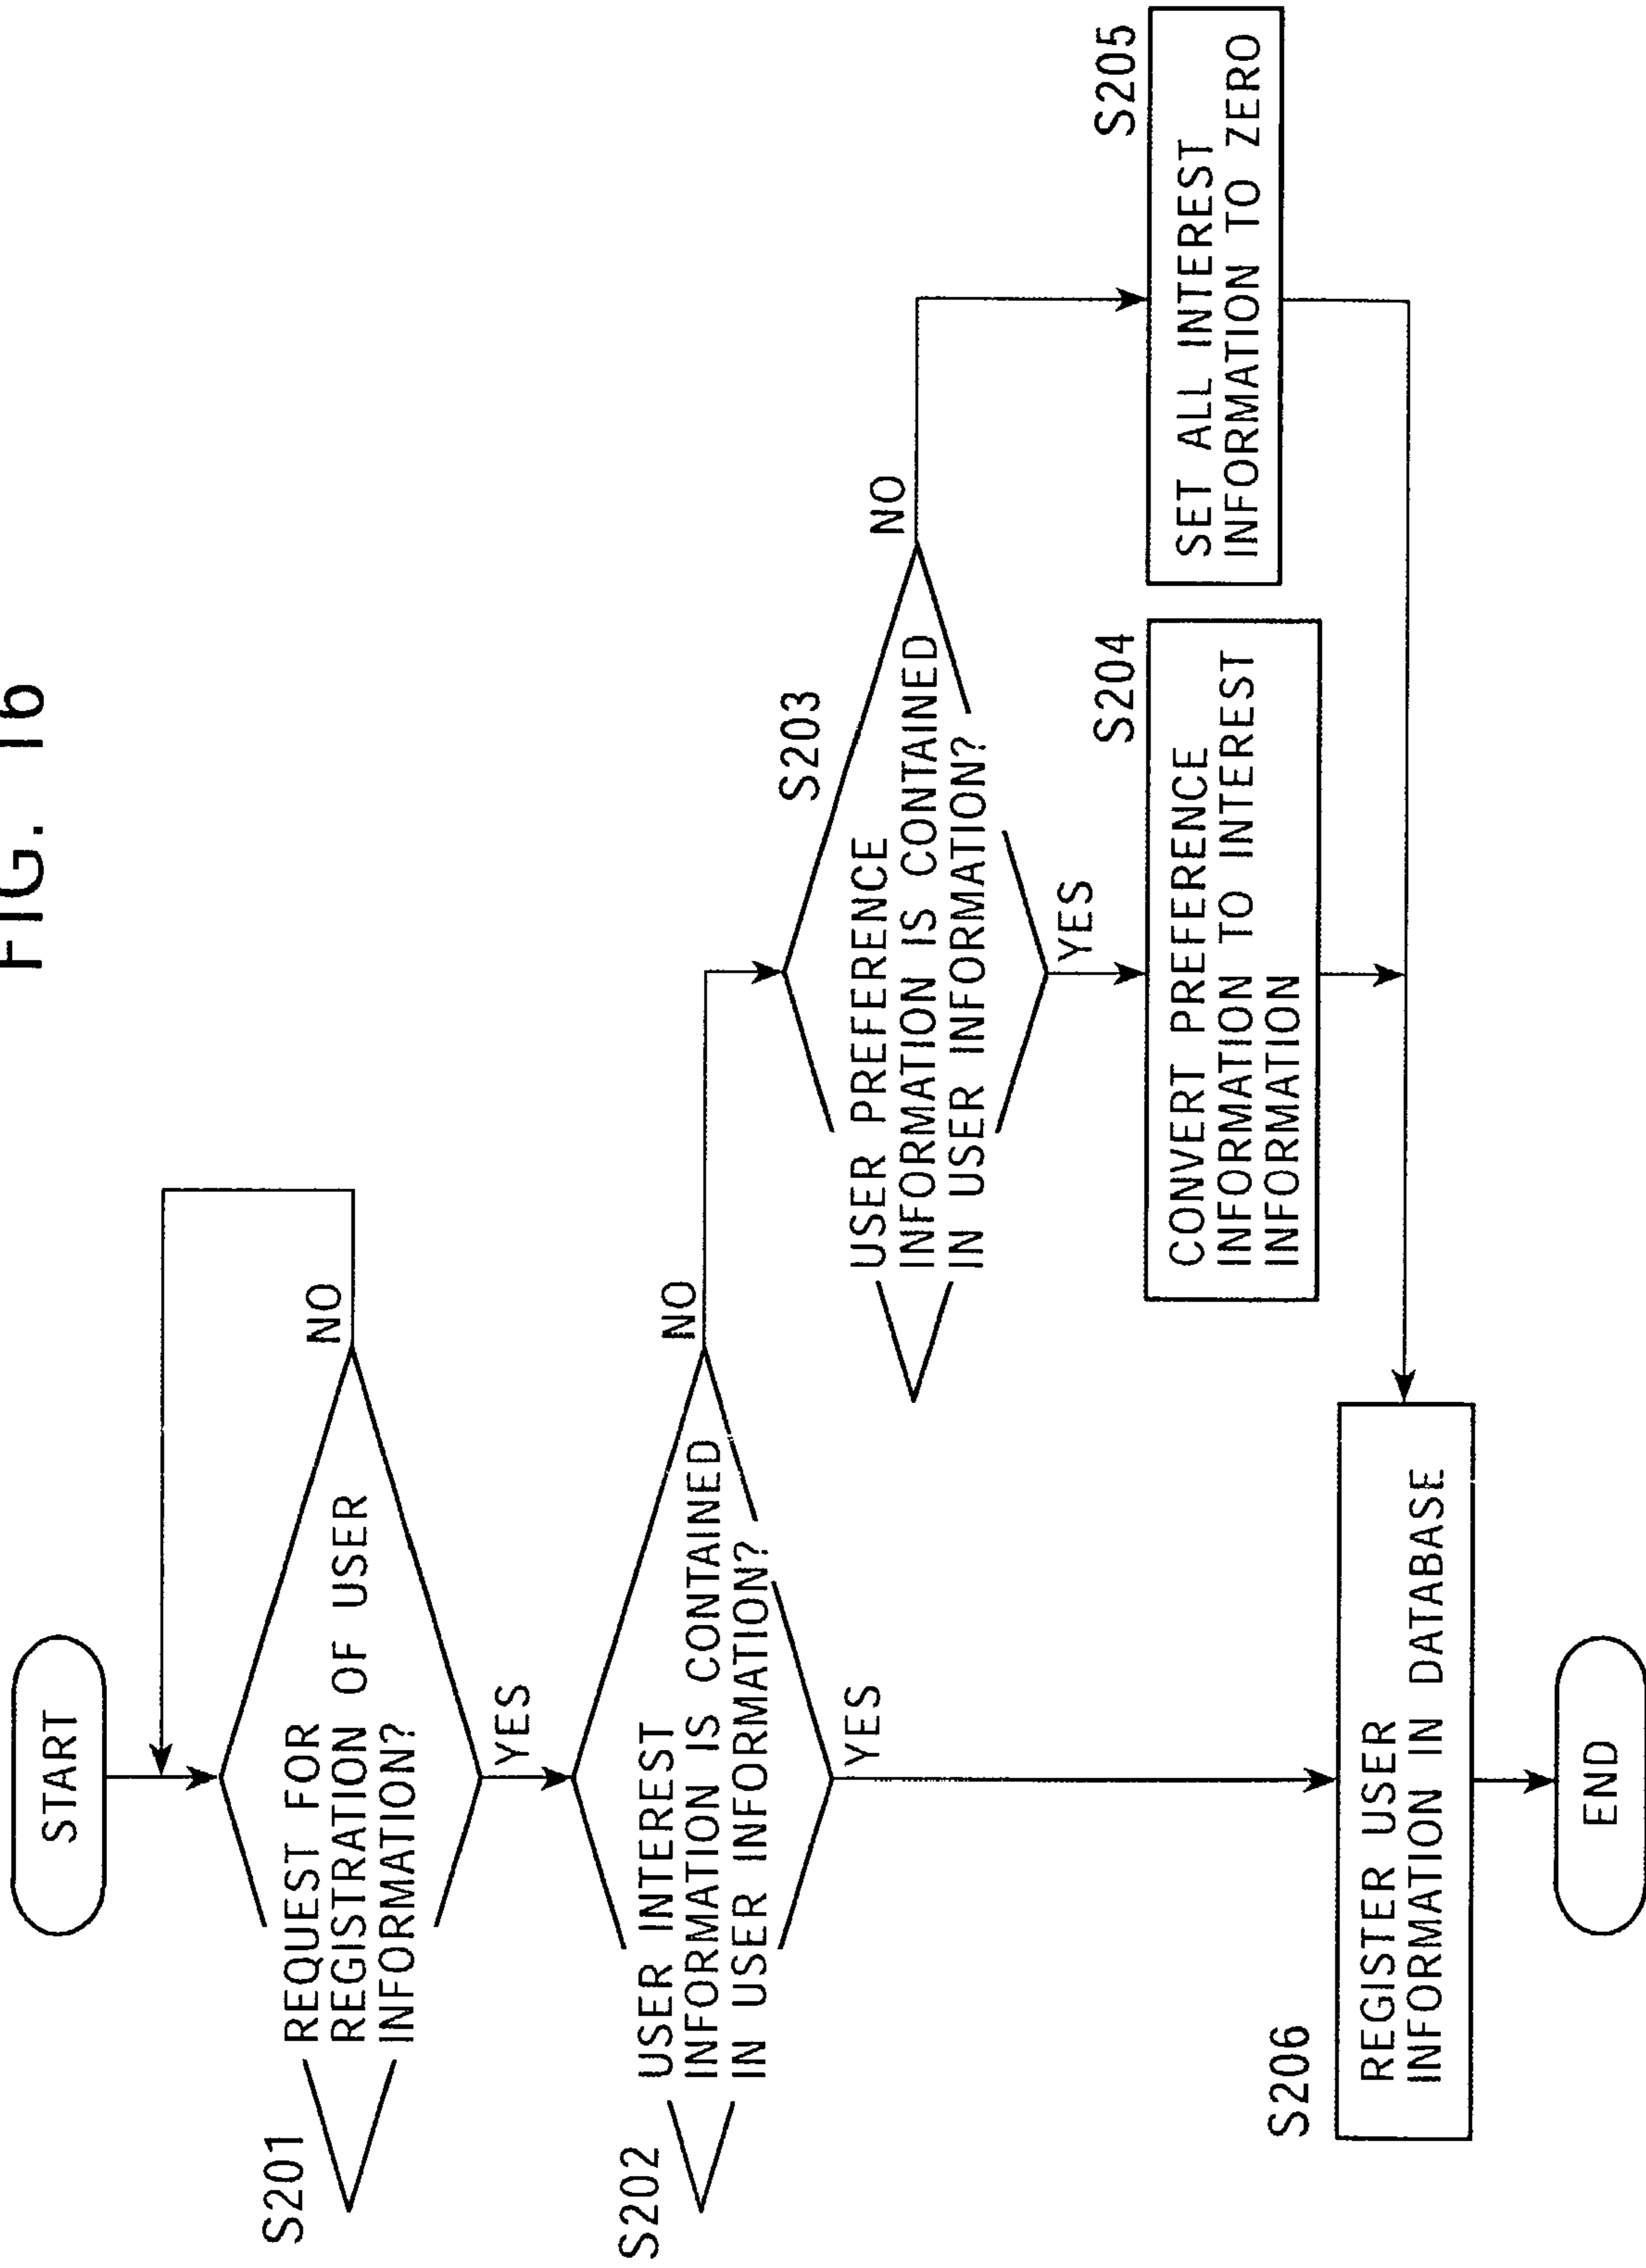 FIG. 16
START
S201
REQUEST FOR
REGISTRATION OF USER
INFORMATION?
NO
YES
S202
USER INTEREST
INFORMATION IS CONTAINED
IN USER INFORMATION?
NO
YES
S203
USER PREFERENCE
INFORMATION IS CONTAINED
IN USER INFORMATION?
NO
YES
S204
CONVERT PREFERENCE
INFORMATION TO INTEREST
INFORMATION
S205
SET ALL INTEREST
INFORMATION TO ZERO
S206
REGISTER USER
INFORMATION IN DATABASE
END